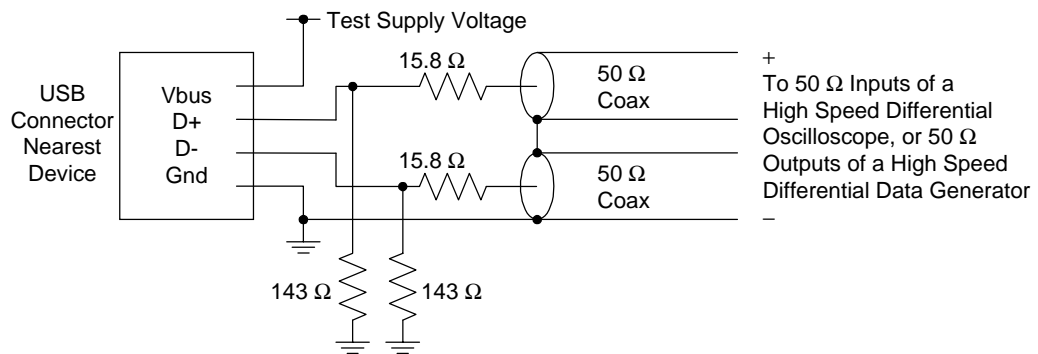 Test Supply Voltage
USB
Connector
Nearest
Device
Vbus
D+
D-
Gnd
15.8 Ω
50 Ω
Coax
15.8 Ω
50 Ω
Coax
143 Ω
143 Ω
+
To 50 Ω Inputs of a
High Speed Differential
Oscilloscope, or 50 Ω
Outputs of a High Speed
Differential Data Generator
−